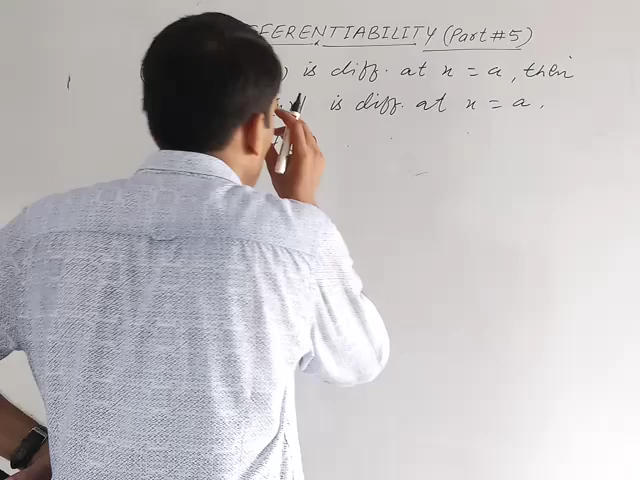 FERENTIABILITY (Part #5)
) is diff. at x = a, then
is diff. at x = a.